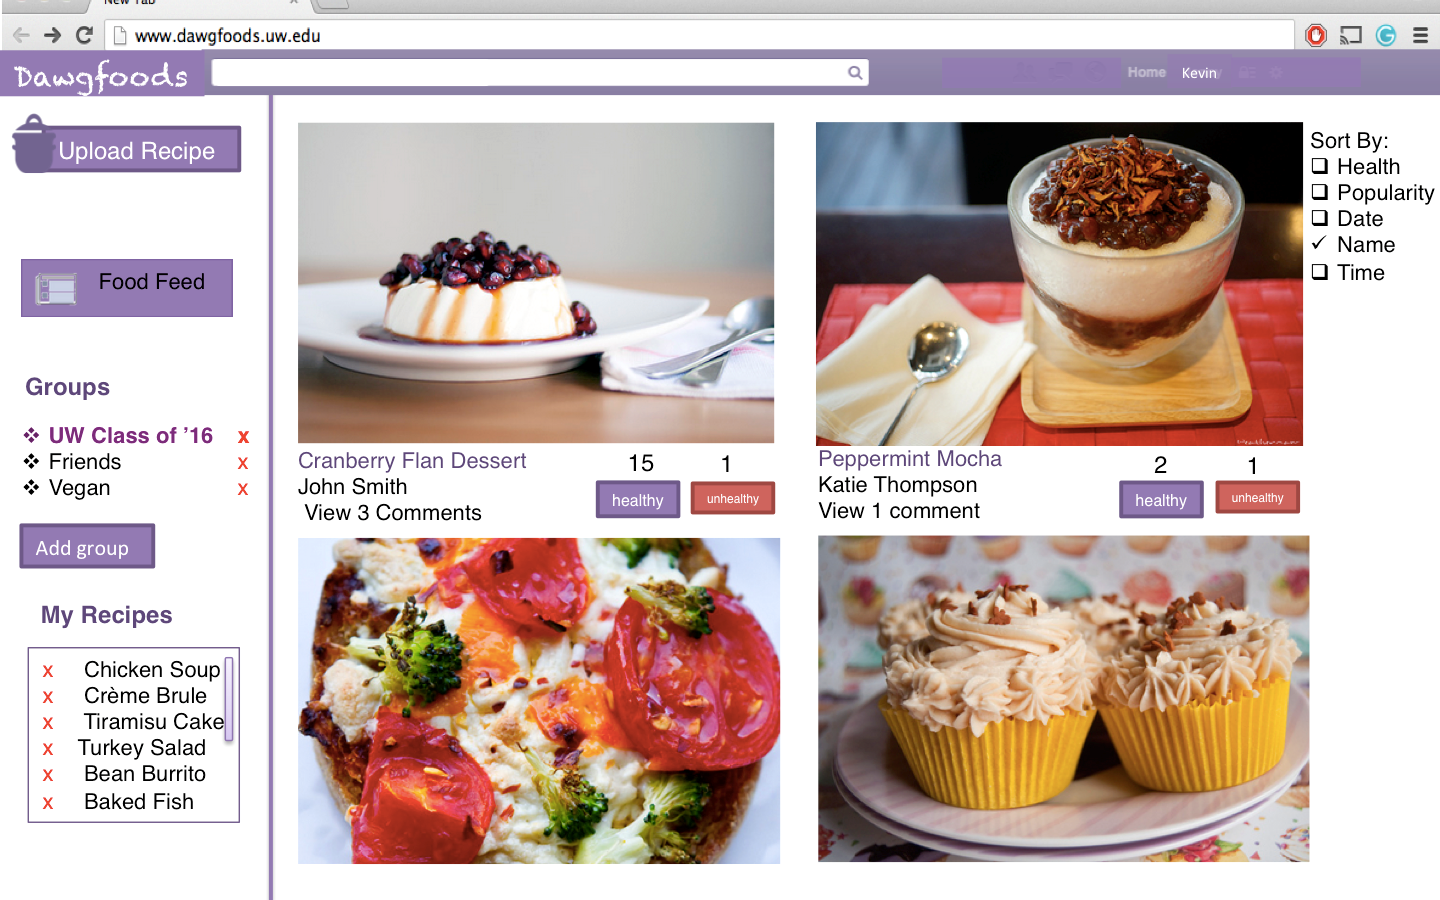 New Tab
www.dawgfoods.uw.edu
Dawgfoods
Home
Kevin
Upload Recipe
Food Feed
Groups
UW Class of ’16 x
Friends x
Vegan x
Add group
My Recipes
x Chicken Soup
x Crème Brule
x Tiramisu Cake
x Turkey Salad
x Bean Burrito
x Baked Fish
Cranberry Flan Dessert
John Smith
View 3 Comments
15
healthy
1
unhealthy
Peppermint Mocha
Katie Thompson
View 1 comment
2
healthy
1
unhealthy
Sort By:
Health
Popularity
Date
Name
Time